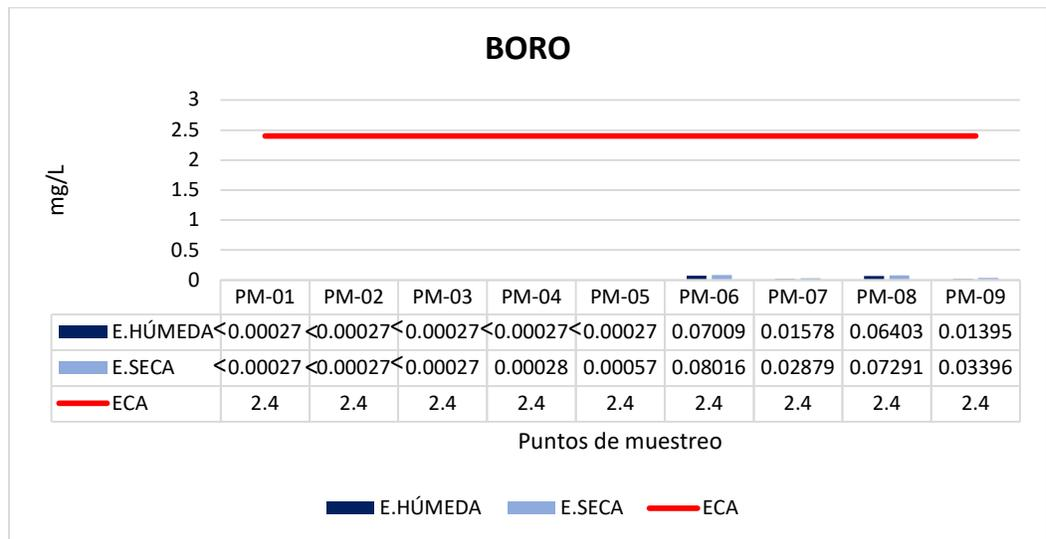 BORO
mg/L
3
2.5
2
1.5
1
0.5
0
PM-01 PM-02 PM-03 PM-04 PM-05 PM-06 PM-07 PM-08 PM-09
E.HÚMEDA <0.00027 <0.00027 <0.00027 <0.00027 <0.00027 0.07009 0.01578 0.06403 0.01395
E.SECA <0.00027 <0.00027 <0.00027 0.00028 0.00057 0.08016 0.02879 0.07291 0.03396
ECA 2.4 2.4 2.4 2.4 2.4 2.4 2.4 2.4 2.4
Puntos de muestreo
E.HÚMEDA E.SECA ECA